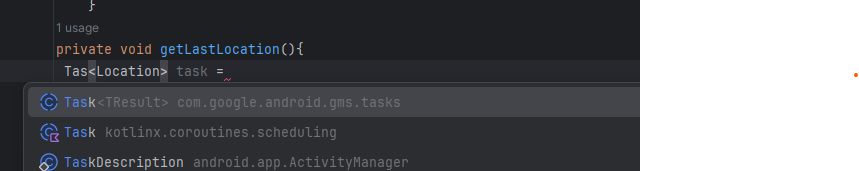 }
1 usage
private void getLastLocation(){
Tas<Location> task =
Task<TResult> com.google.android.gms.tasks
Task kotlinx.coroutines.scheduling
TaskDescription android.app.ActivityManager